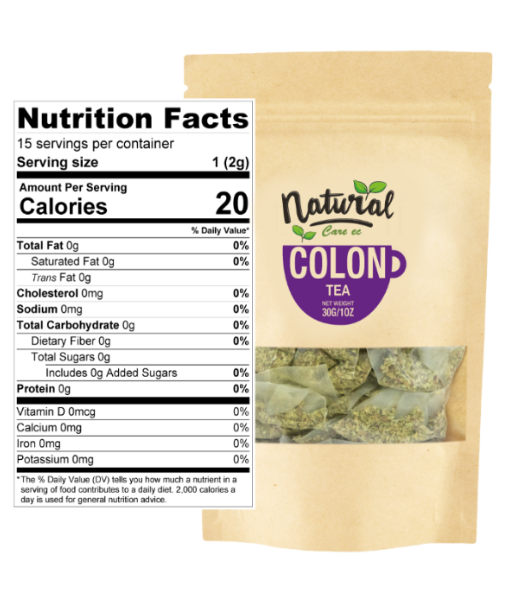 Nutrition Facts
15 servings per container
Serving size 1 (2g)
Amount Per Serving
Calories 20
% Daily Value*
Total Fat 0g 0%
Saturated Fat 0g 0%
Trans Fat 0g
Cholesterol 0mg 0%
Sodium 0mg 0%
Total Carbohydrate 0g 0%
Dietary Fiber 0g 0%
Total Sugars 0g
Includes 0g Added Sugars 0%
Protein 0g 0%
Vitamin D 0mcg 0%
Calcium 0mg 0%
Iron 0mg 0%
Potassium 0mg 0%
*The % Daily Value (DV) tells you how much a nutrient in a
serving of food contributes to a daily diet. 2,000 calories a
day is used for general nutrition advice.
Natural
Care ec
COLON
TEA
NET WEIGHT
30G/1OZ